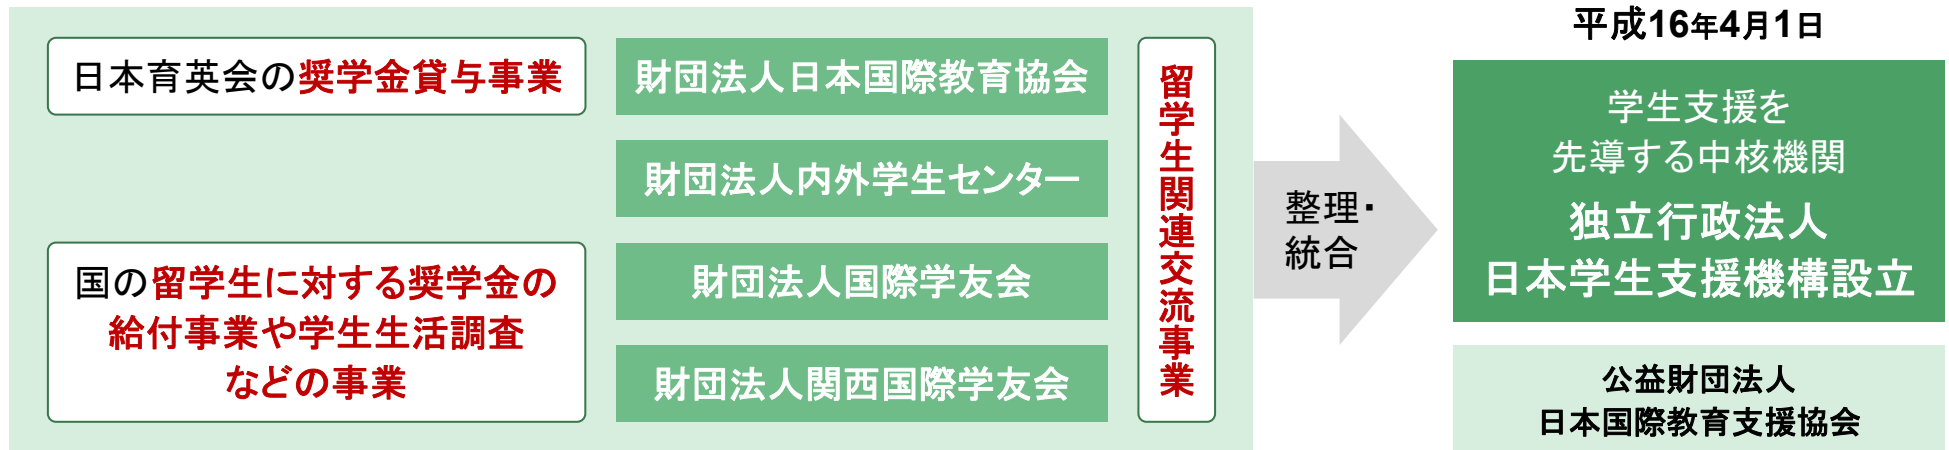 日本育英会の奨学金貸与事業
国の留学生に対する奨学金の
給付事業や学生生活調査
などの事業
財団法人日本国際教育協会
財団法人内外学生センター
財団法人国際学友会
財団法人関西国際学友会
留学生関連交流事業
整理・
統合
平成16年4月1日
学生支援を
先導する中核機関
独立行政法人
日本学生支援機構設立
公益財団法人
日本国際教育支援協会